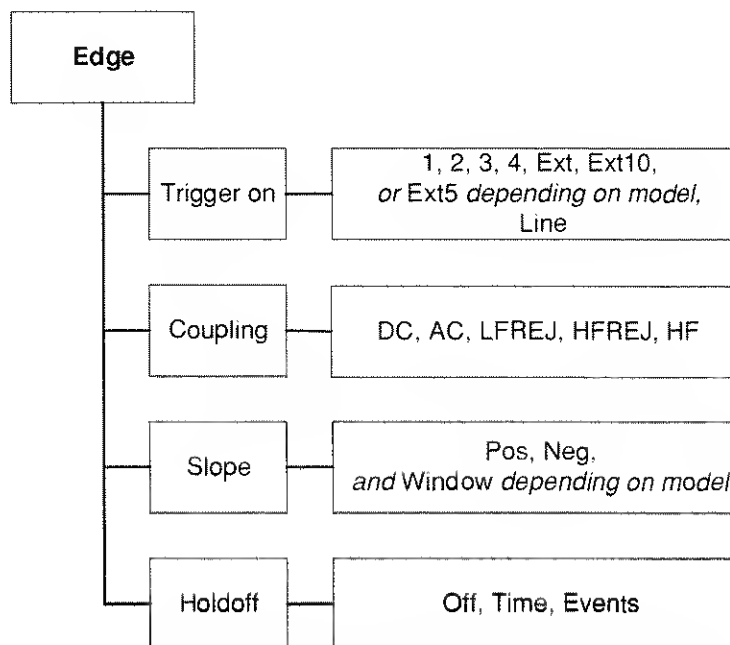 Edge
Trigger on
1, 2, 3, 4, Ext, Ext10,
or Ext5 depending on model,
Line
Coupling
DC, AC, LFREJ, HFREJ, HF
Slope
Pos, Neg,
and Window depending on model
Holdoff
Off, Time, Events